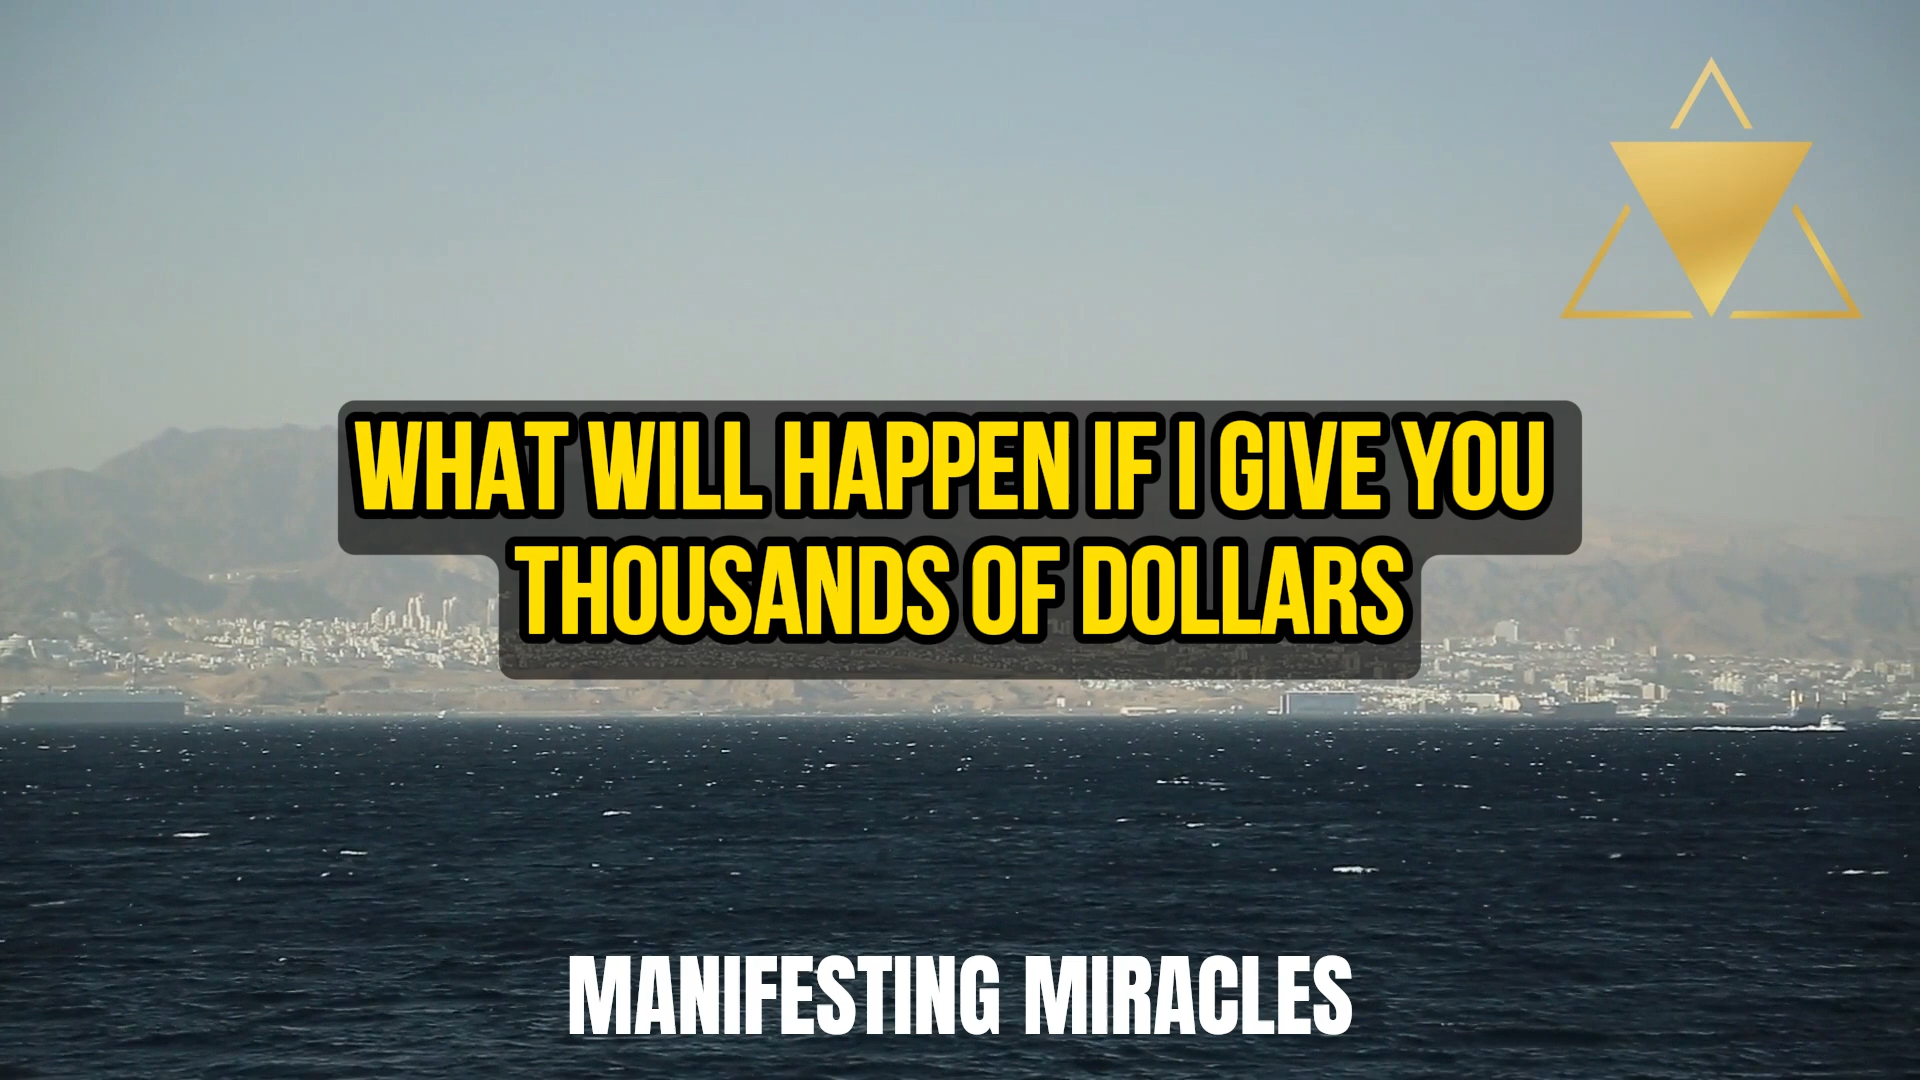 WHAT WILL HAPPEN IF I GIVE YOU
THOUSANDS OF DOLLARS
MANIFESTING MIRACLES